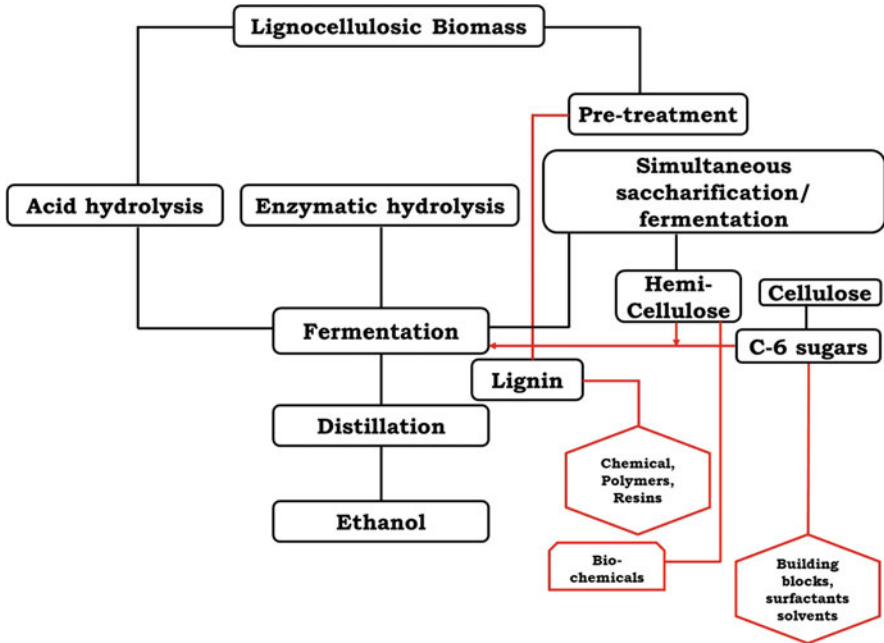 Lignocellulosic Biomass
Pre-treatment
Simultaneous
saccharification/
fermentation
Acid hydrolysis
Enzymatic hydrolysis
Hemi-
Cellulose
Cellulose
Fermentation
C-6 sugars
Lignin
Distillation
Chemical,
Polymers,
Resins
Ethanol
Bio-
chemicals
Building
blocks,
surfactants
solvents